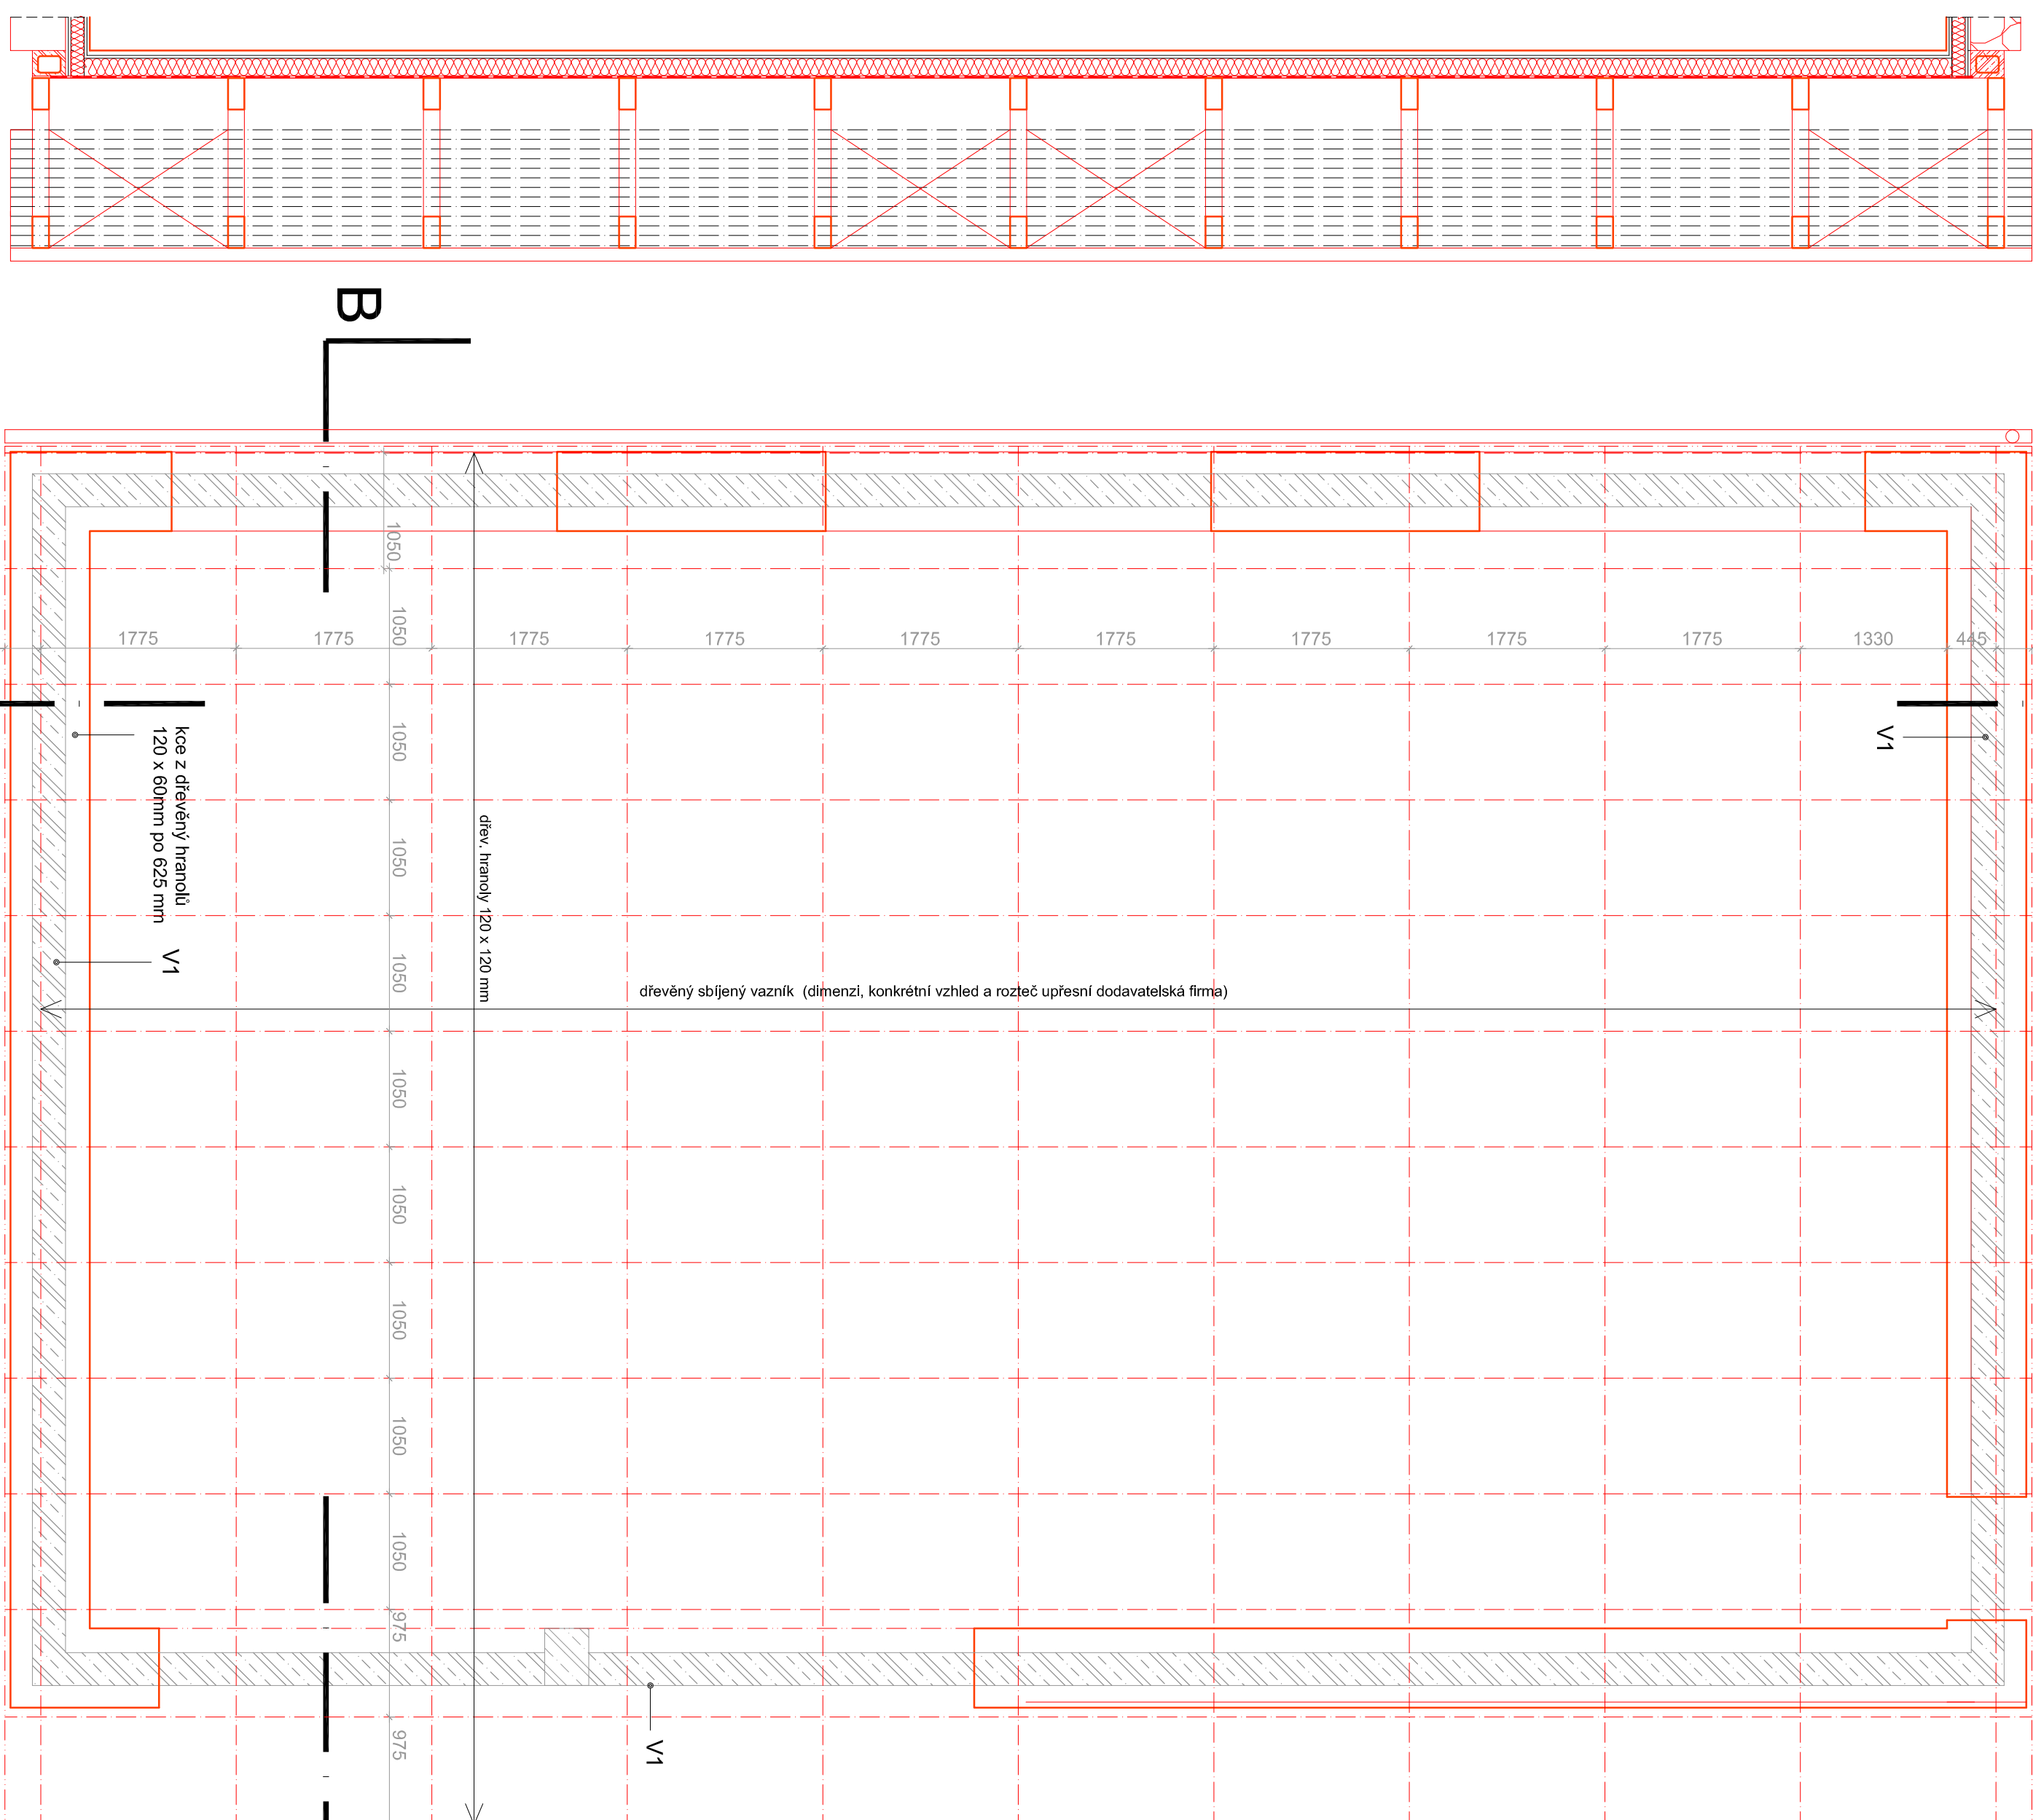 B
1050
1775
1775
1775
1775
1775
1775
1775
1775
1775
1330
445
1050
1050
1050
1050
1050
1050
1050
1050
1050
975
975
kce z dřevěný hranolů
120 x 60mm po 625 mm
V1
V1
dřev, hranoly 120 x 120 mm
dřevěný sbíjený vazník (dimenzi, konkrétní vzhled a rozteč upřesní dodavatelská firma)
V1